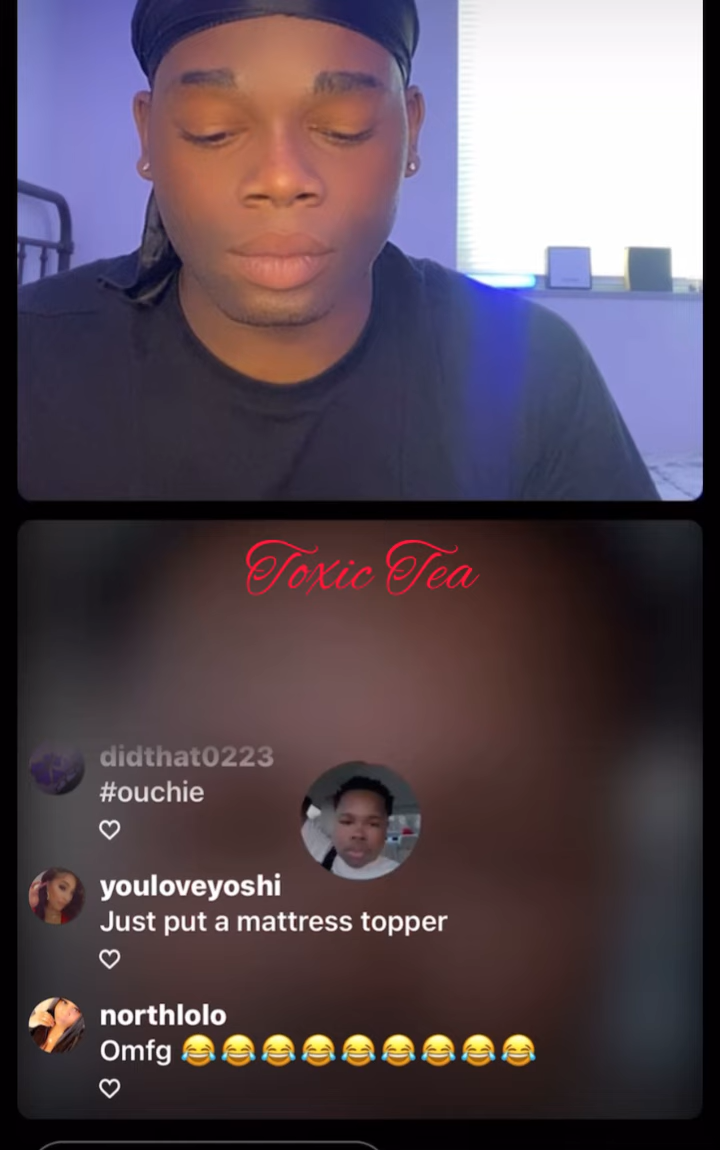 Toxic Tea
didthat0223
#ouchie
youloveyoshi
Just put a mattress topper
northlolo
Omfg 😂😂😂😂😂😂😂😂😂